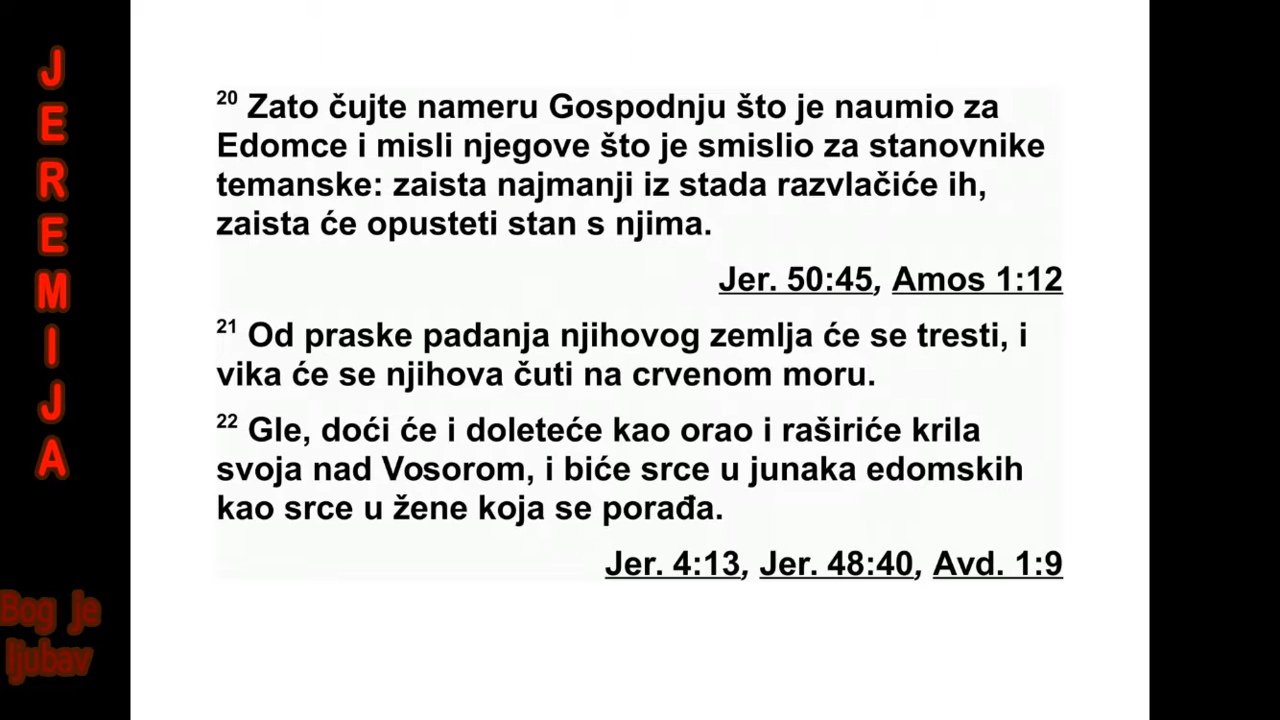 JEREMIJA
20 Zato čujte nameru Gospodnju što je naumio za
Edomce i misli njegove što je smislio za stanovnike
temanske: zaista najmanji iz stada razvlačiće ih,
zaista će opusteti stan s njima.
Jer. 50:45, Amos 1:12
21 Od praske padanja njihovog zemlja će se tresti, i
vika će se njihova čuti na crvenom moru.
22 Gle, doći će i doleteće kao orao i raširiće krila
svoja nad Vosorom, i biće srce u junaka edomskih
kao srce u žene koja se porađa.
Jer. 4:13, Jer. 48:40, Avd. 1:9
Bog je
ljubav